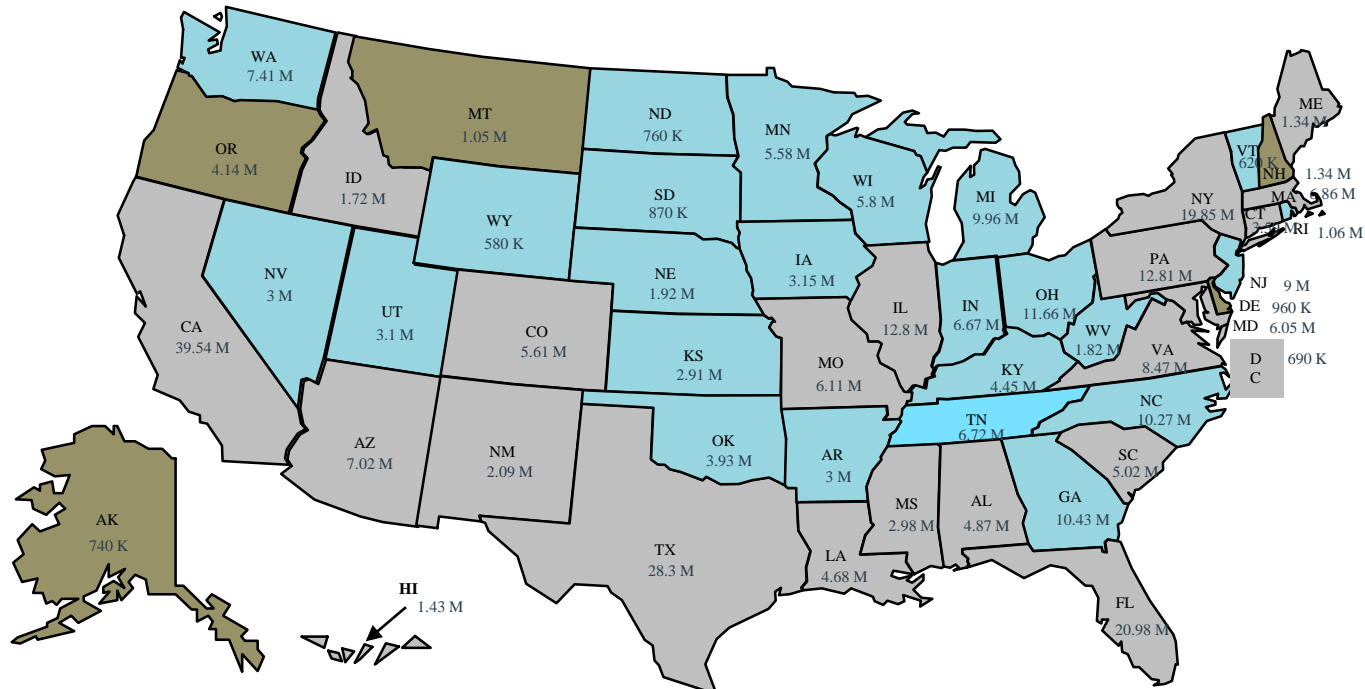 WA
7.41 M
OR
4.14 M
CA
39.54 M
ID
1.72 M
NV
3 M
MT
1.05 M
WY
580 K
UT
3.1 M
CO
5.61 M
AZ
7.02 M
NM
2.09 M
ND
760 K
SD
870 K
NE
1.92 M
KS
2.91 M
OK
3.93 M
TX
28.3 M
MN
5.58 M
IA
3.15 M
MO
6.11 M
AR
3 M
LA
4.68 M
WI
5.8 M
IL
12.8 M
MI
9.96 M
IN
6.67 M
OH
11.66 M
KY
4.45 M
TN
6.72 M
MS
2.98 M
AL
4.87 M
GA
10.43 M
FL
20.98 M
SC
5.02 M
NC
10.27 M
VA
8.47 M
WV
1.82 M
PA
12.81 M
NY
19.85 M
ME
1.34 M
VT
620 K
NH
1.34 M
MA
6.86 M
CT
RI
1.06 M
NJ
9 M
DE
960 K
MD
6.05 M
D
C
690 K
AK
740 K
HI
1.43 M